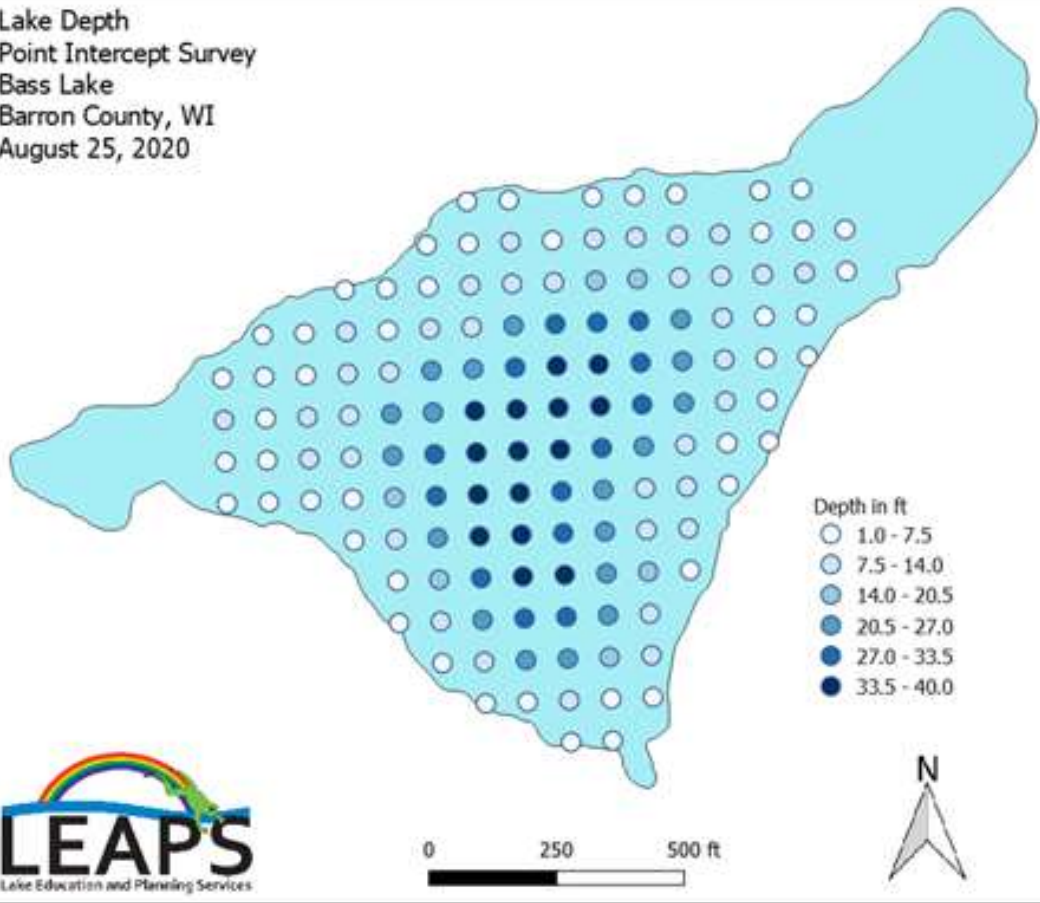 Lake Depth
Point Intercept Survey
Bass Lake
Barron County, WI
August 25, 2020
Depth in ft
1.0 - 7.5
7.5 - 14.0
14.0 - 20.5
20.5 - 27.0
27.0 - 33.5
33.5 - 40.0
LEAPS
Lake Education and Planning Services
0 250 500 ft
N